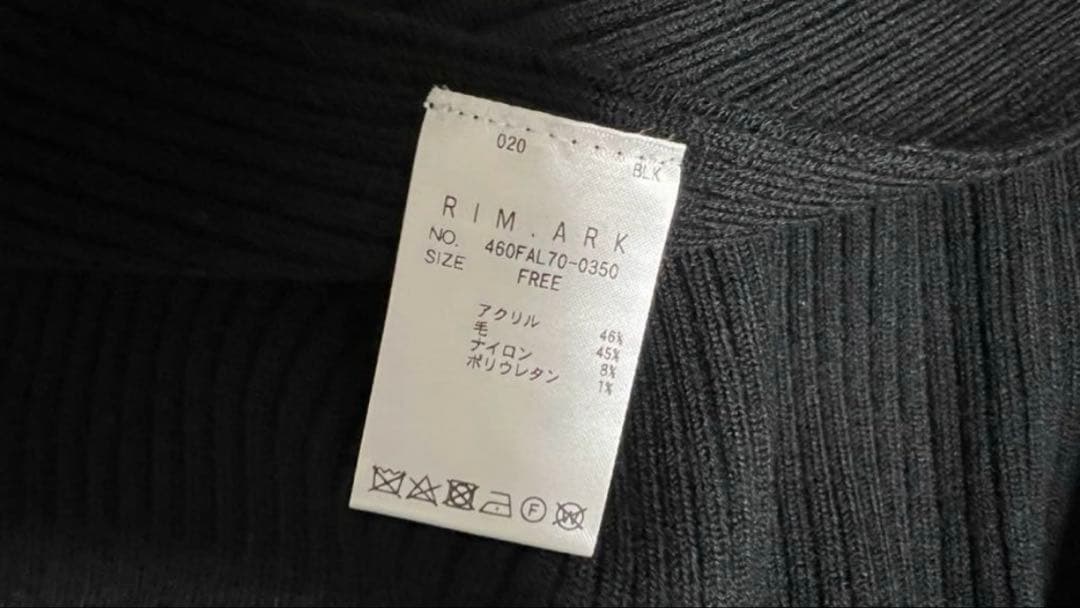 020 BLK
RIM.ARK
NO. 460FAL70-0350
SIZE FREE
アクリル 46%
毛 45%
ナイロン 8%
ポリウレタン 1%
F W